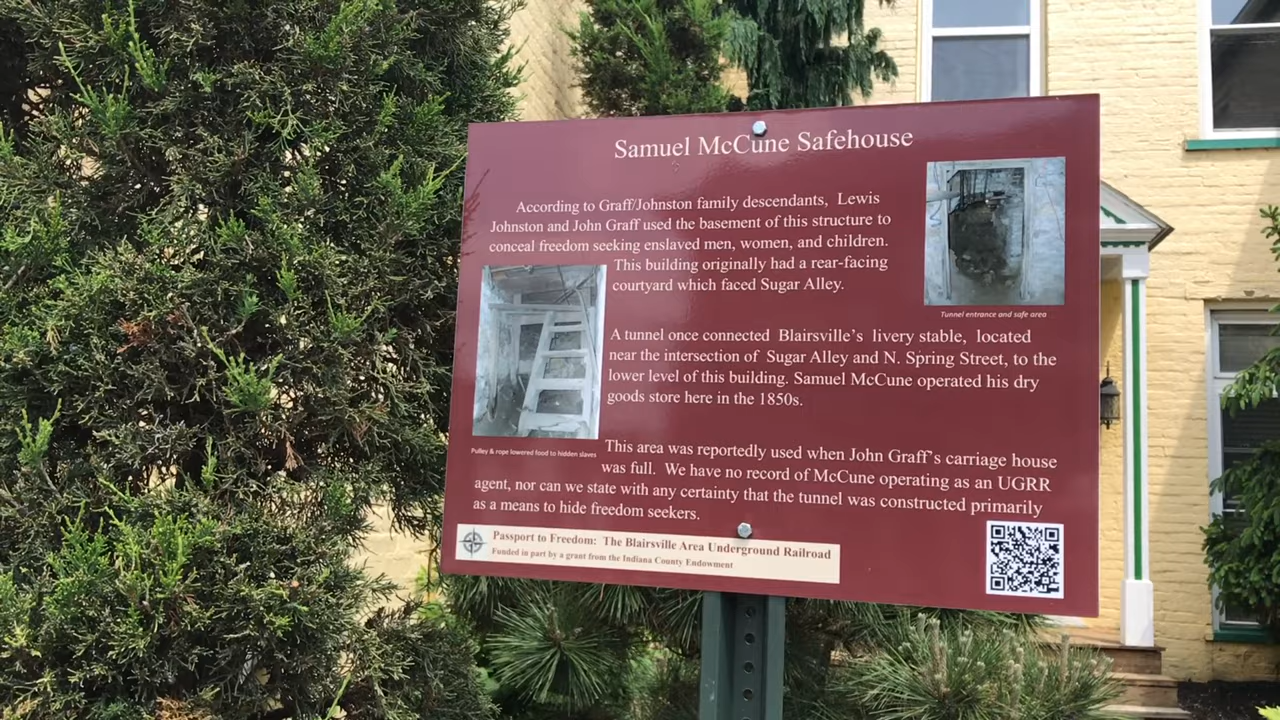 Samuel McCune Safehouse
According to Graff/Johnston family descendants, Lewis
Johnston and John Graff used the basement of this structure to
conceal freedom seeking enslaved men, women, and children.
This building originally had a rear-facing
courtyard which faced Sugar Alley.
Tunnel entrance and safe area
A tunnel once connected Blairsville's livery stable, located
near the intersection of Sugar Alley and N. Spring Street, to the
lower level of this building. Samuel McCune operated his dry
goods store here in the 1850s.
Pulley & rope lowered food to hidden slaves
This area was reportedly used when John Graff's carriage house
was full. We have no record of McCune operating as an UGRR
agent, nor can we state with any certainty that the tunnel was constructed primarily
as a means to hide freedom seekers.
Passport to Freedom: The Blairsville Area Underground Railroad
Funded in part by a grant from the Indiana County Endowment